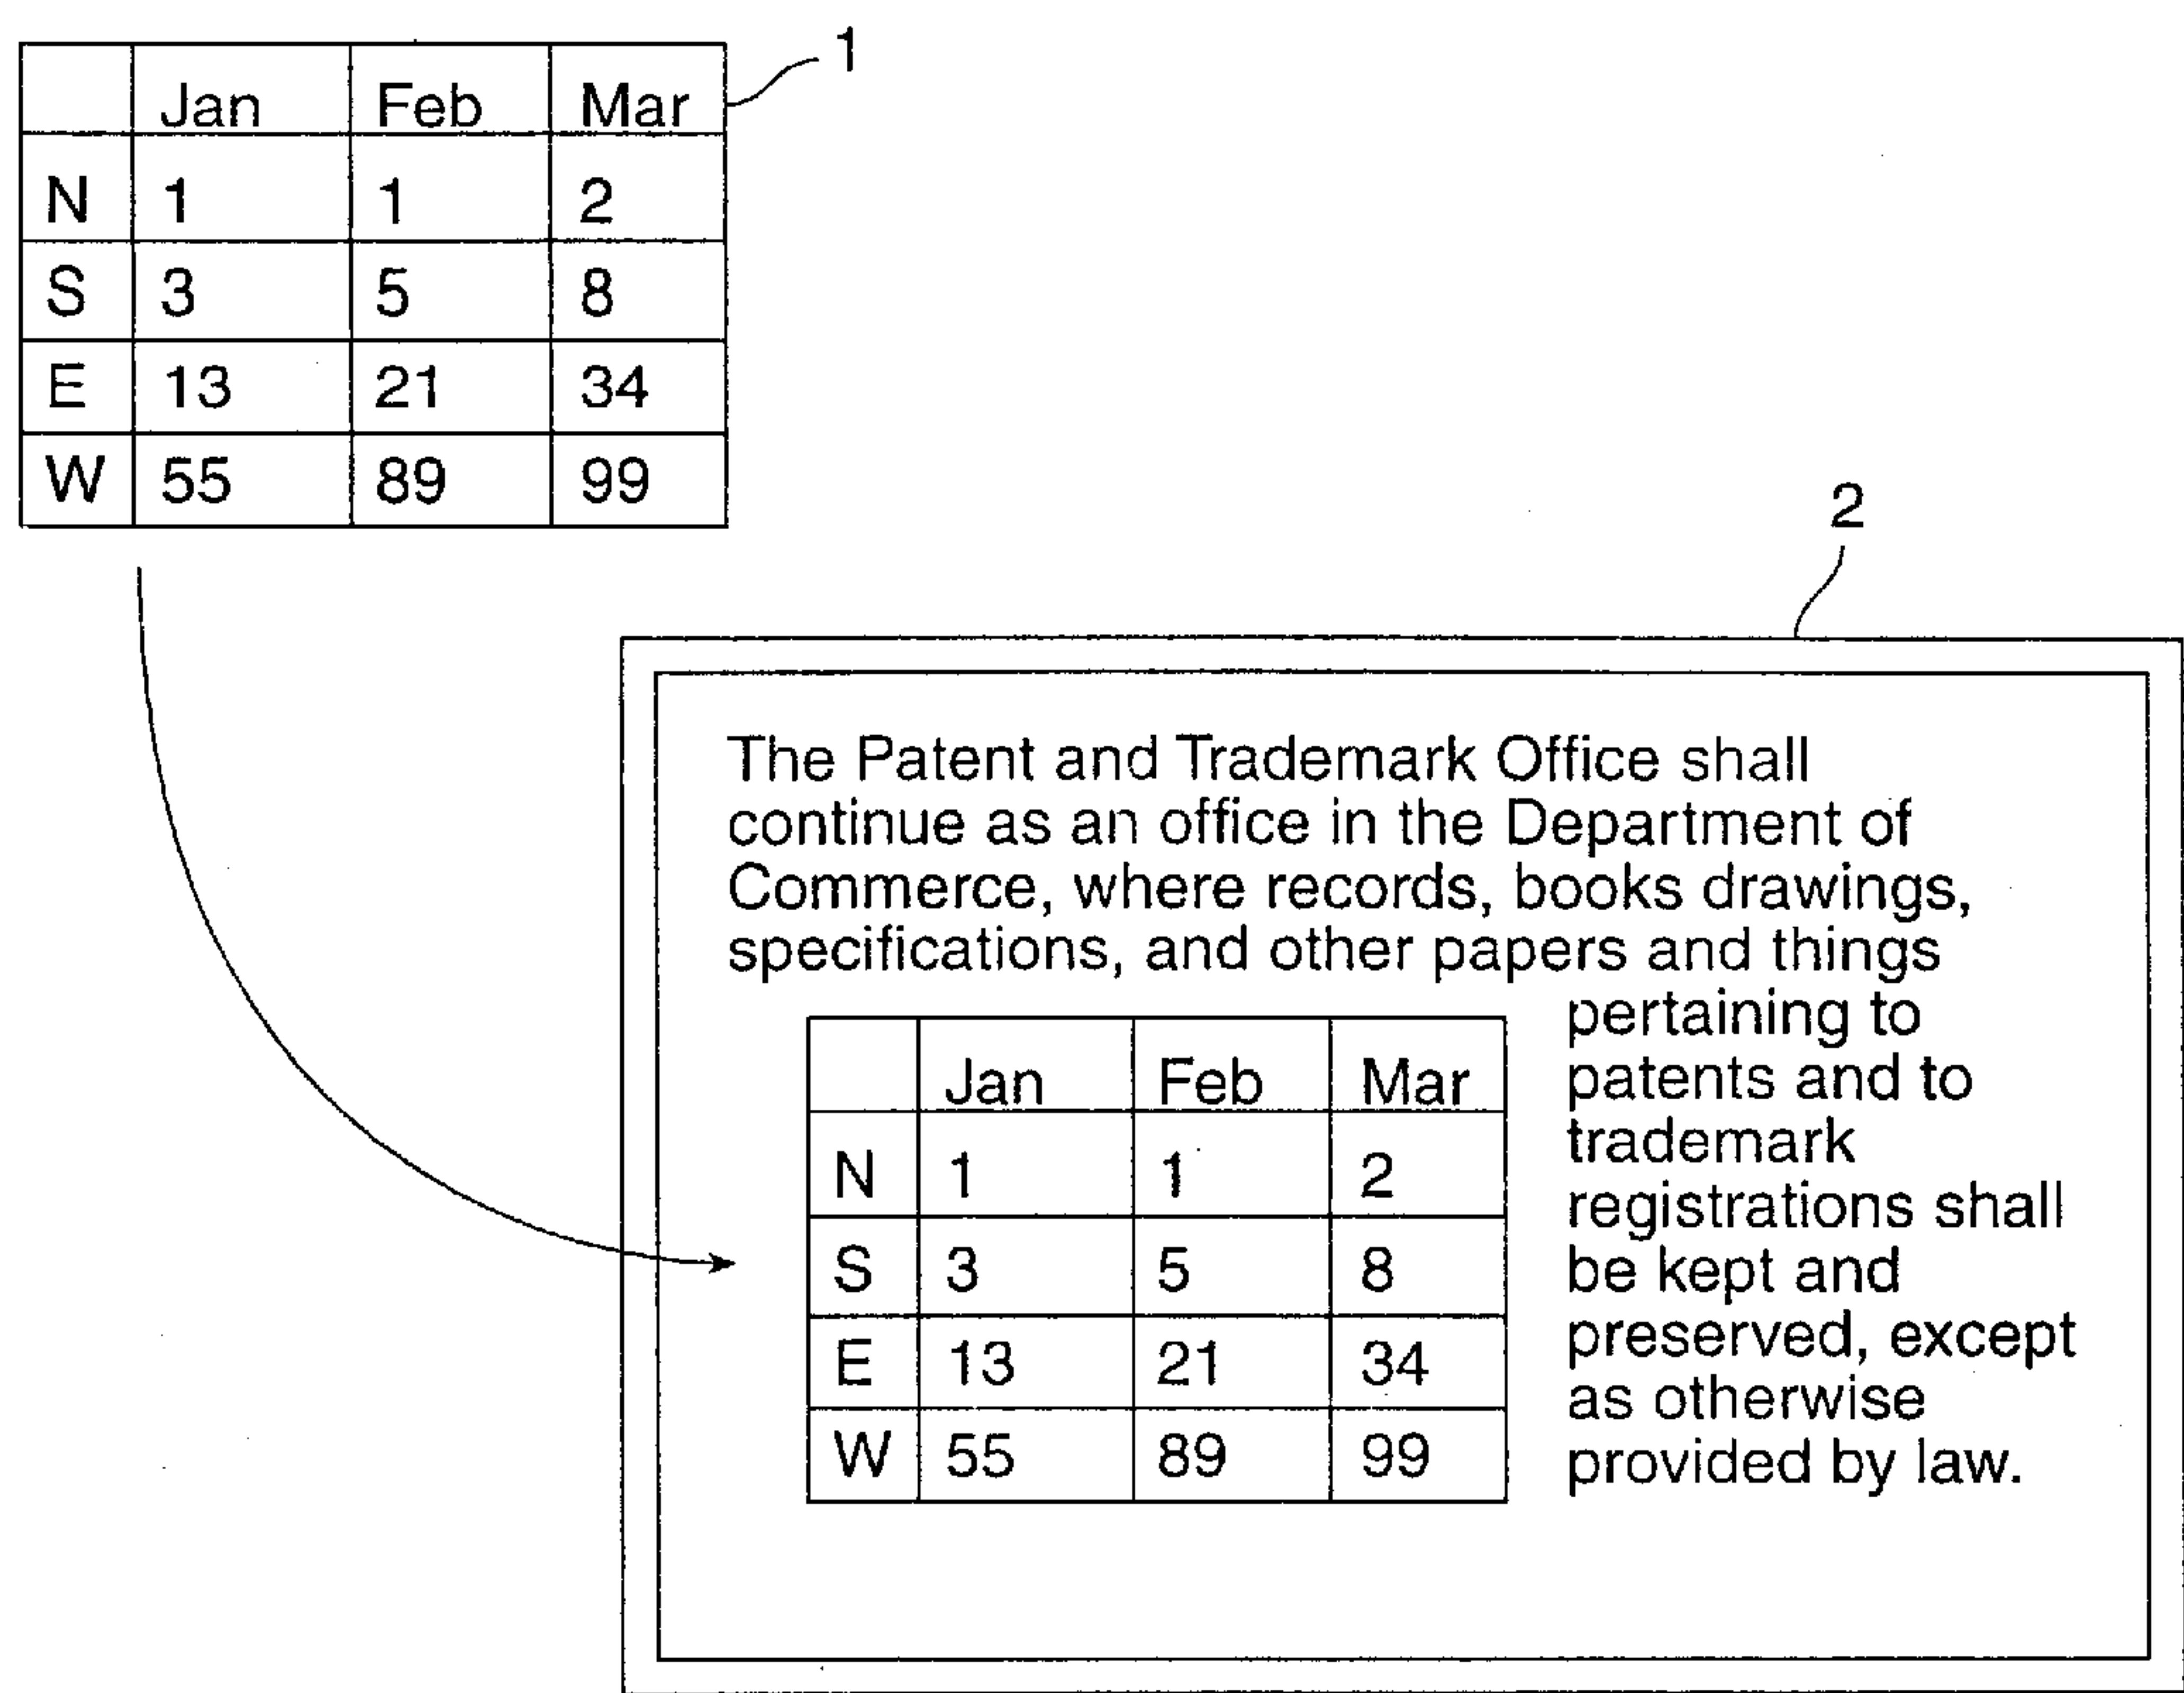 1
Jan Feb Mar
N 1 1 2
S 3 5 8
E 13 21 34
W 55 89 99
2
The Patent and Trademark Office shall
continue as an office in the Department of
Commerce, where records, books drawings,
specifications, and other papers and things
pertaining to
patents and to
trademark
registrations shall
be kept and
preserved, except
as otherwise
provided by law.
Jan Feb Mar
N 1 1 2
S 3 5 8
E 13 21 34
W 55 89 99